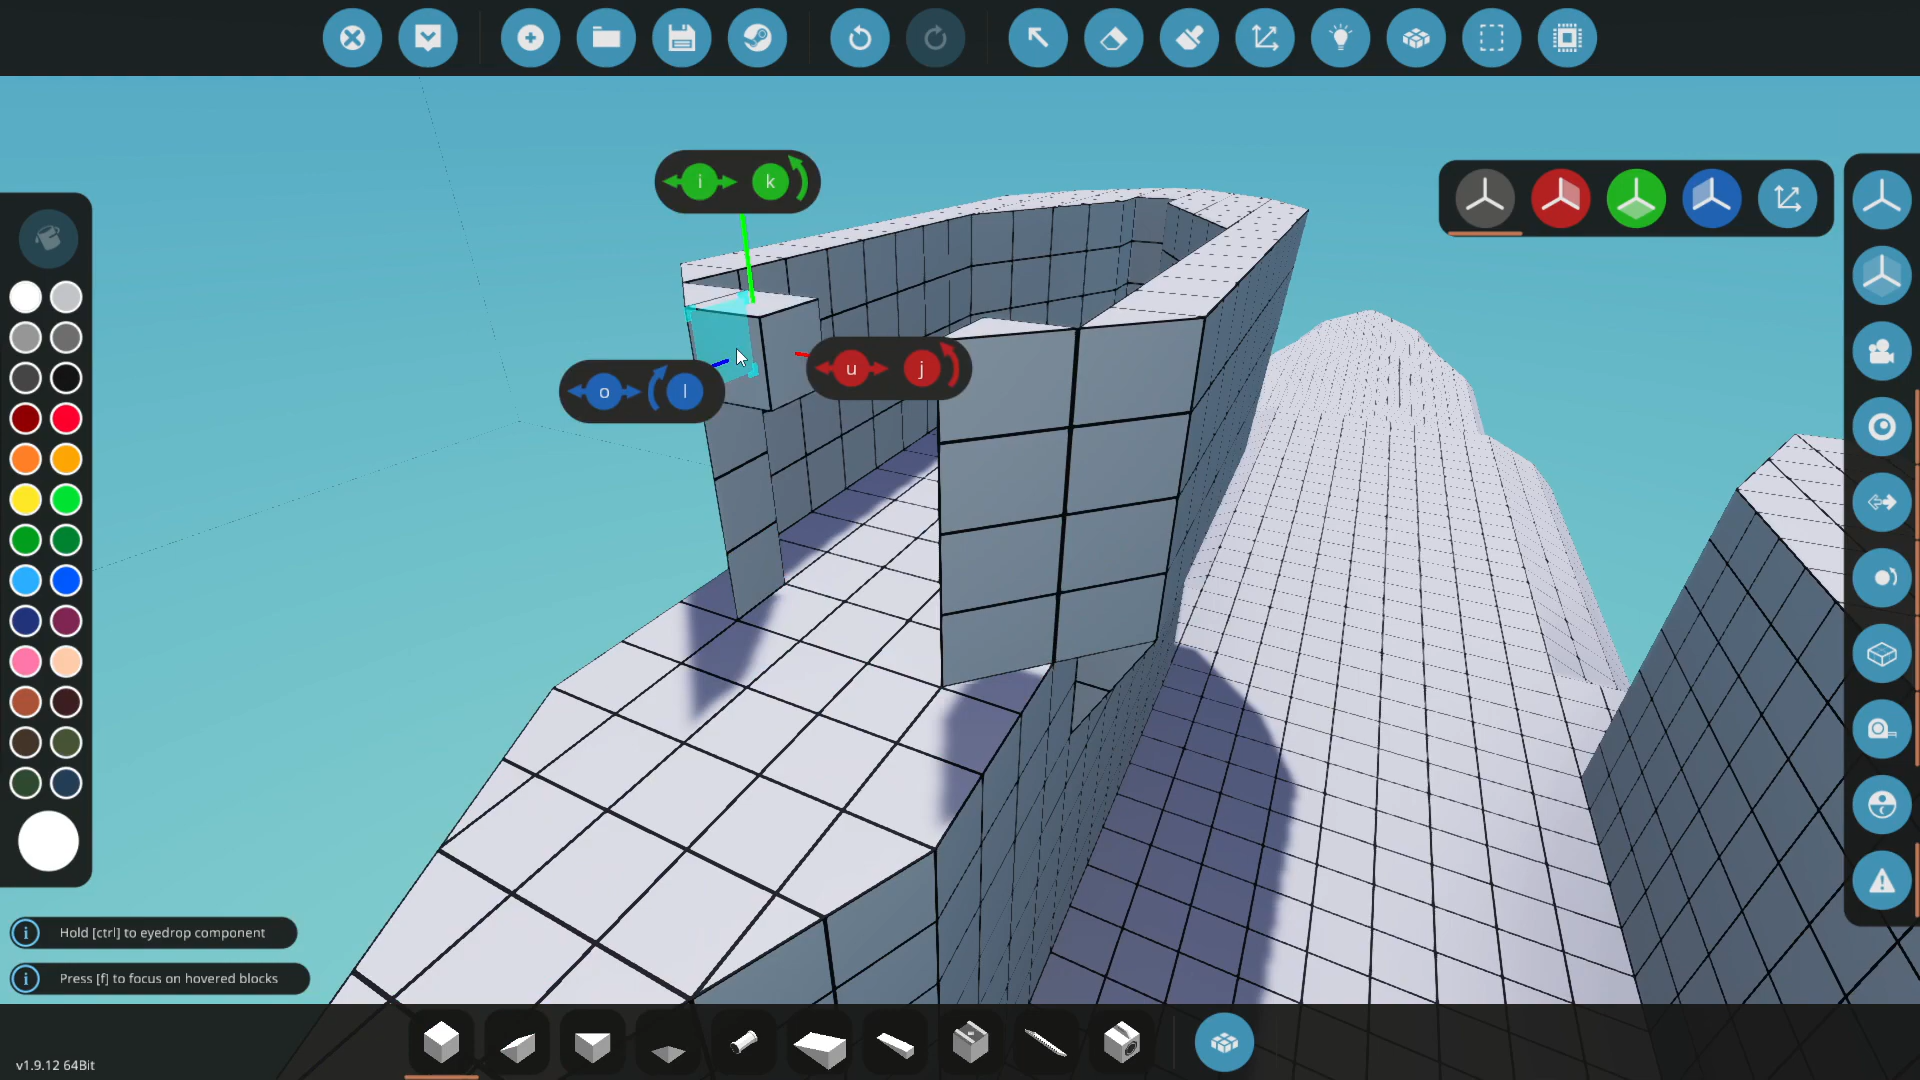 i k
u j
o l
Hold [ctrl] to eyedrop component
Press [f] to focus on hovered blocks
v1.9.12 64Bit